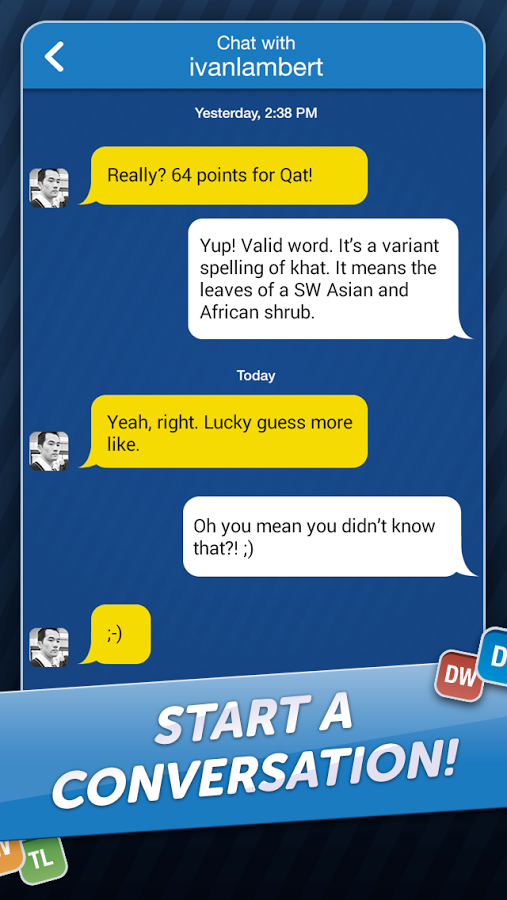 Chat with
ivanlambert
Yesterday, 2:38 PM
Really? 64 points for Qat!
Yup! Valid word. It's a variant
spelling of khat. It means the
leaves of a SW Asian and
African shrub.
Today
Yeah, right. Lucky guess more
like.
Oh you mean you didn't know
that?! ;)
;-)
DW
D
START A
CONVERSATION!
TL